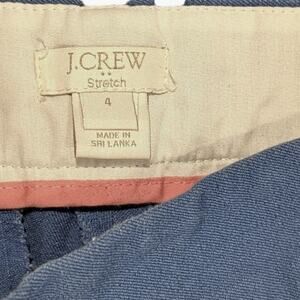 J.CREW
Stretch
4
MADE IN
SRI LANKA